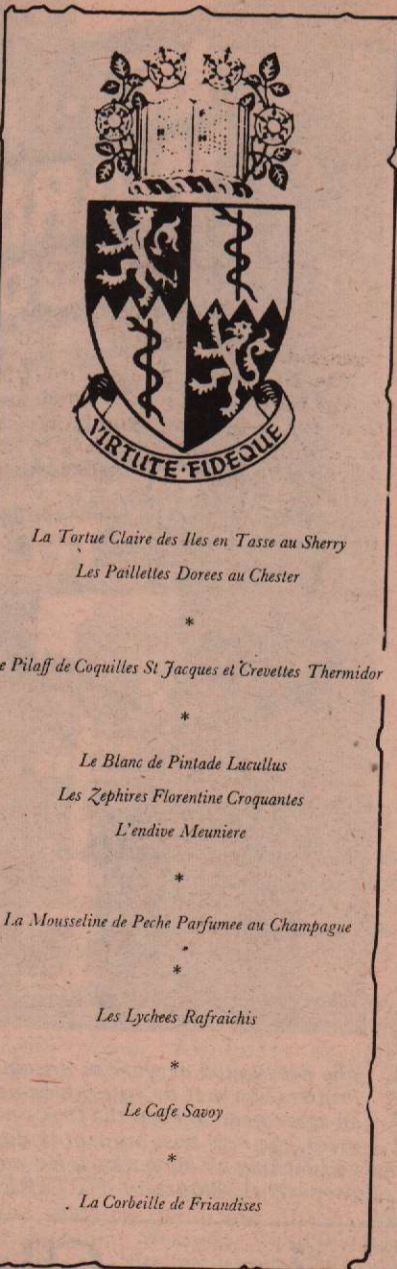 VIRTUTE·FIDEQUE
La Tortue Claire des Iles en Tasse au Sherry
Les Paillettes Dorees au Chester
*
e Pilaff de Coquilles St Jacques et Crevettes Thermidor
*
Le Blanc de Pintade Lucullus
Les Zephires Florentine Croquantes
L'endive Meuniere
*
La Mousseline de Peche Parfumee au Champagne
*
Les Lychees Rafraichis
*
Le Cafe Savoy
*
La Corbeille de Friandises